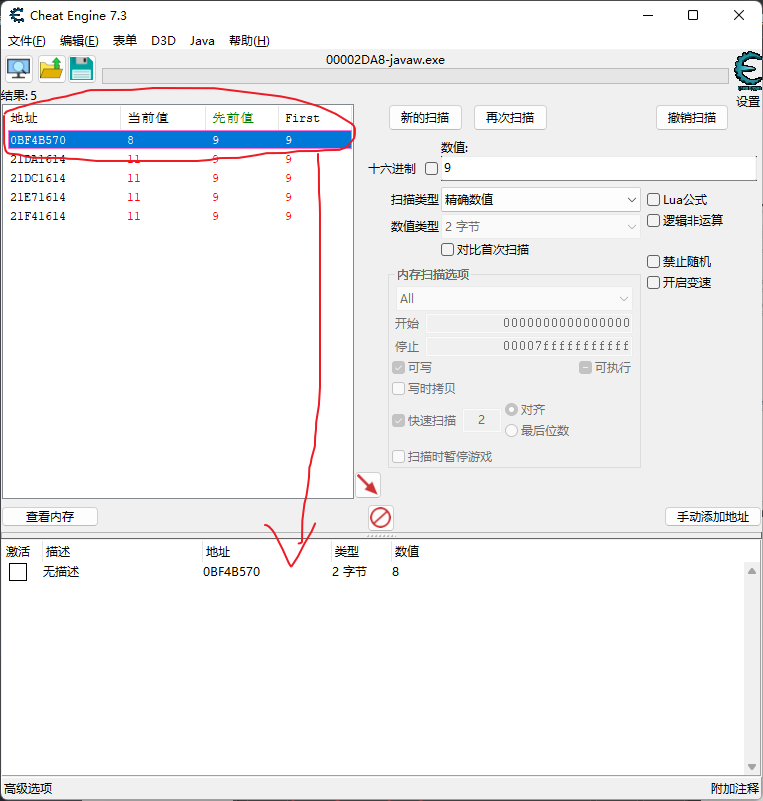 Cheat Engine 7.3
文件(F) 编辑(E) 表单 D3D Java 帮助(H)
00002DA8-javaw.exe
设置
结果: 5
地址 当前值 先前值 First
0BF4B570 8 9 9
21DA1614 11 9 9
21DC1614 11 9 9
21E71614 11 9 9
21F41614 11 9 9
新的扫描 再次扫描 撤销扫描
数值:
十六进制 9
扫描类型 精确数值 Lua公式
数值类型 2 字节 逻辑非运算
对比首次扫描
禁止随机
开启变速
内存扫描选项
All
开始 0000000000000000
停止 00007fffffffffff
可写 可执行
写时拷贝
快速扫描 2 对齐
最后位数
扫描时暂停游戏
查看内存 手动添加地址
激活 描述 地址 类型 数值
无描述 0BF4B570 2 字节 8
高级选项 附加注释